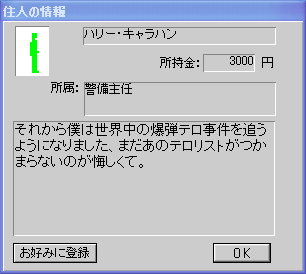 住人の情報
ハリー・キャラハン
所持金: 3000 円
所属: 警備主任
それから僕は世界中の爆弾テロ事件を追う
ようになりました、まだあのテロリストがつか
まらないのが悔しくて。
お好みに登録
OK